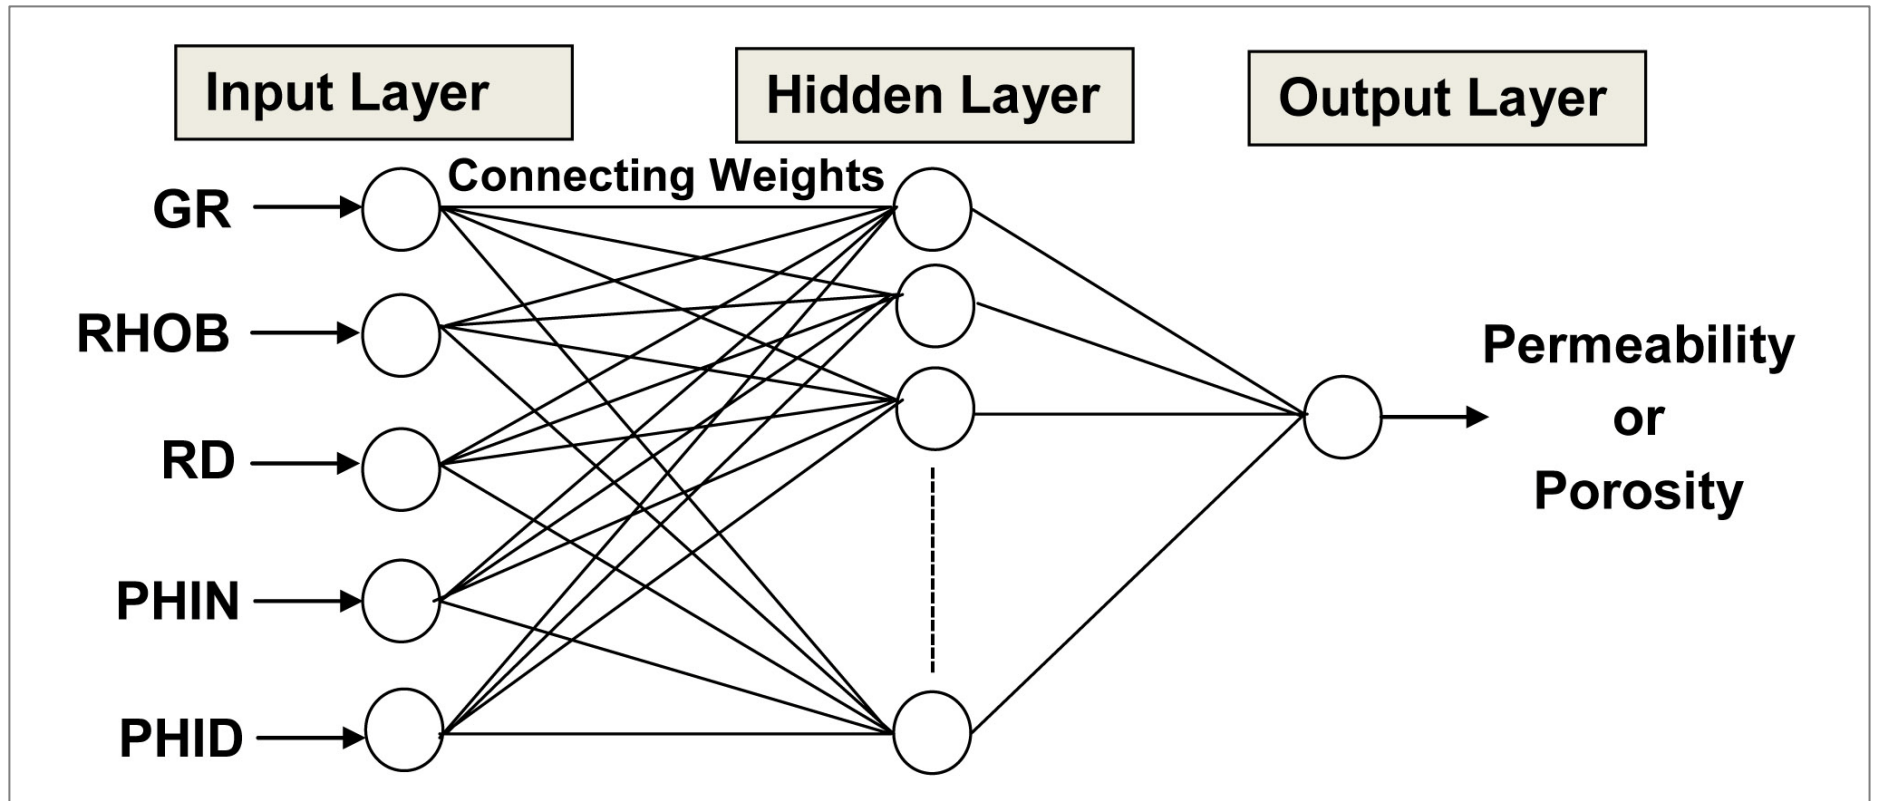 Input Layer
Hidden Layer
Output Layer
Connecting Weights
GR
RHOB
RD
PHIN
PHID
Permeability
or
Porosity